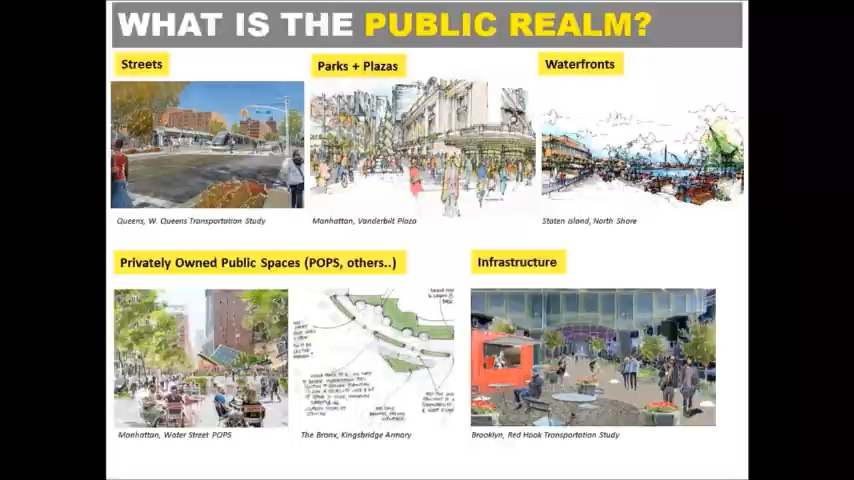 WHAT IS THE PUBLIC REALM?
Streets
Parks + Plazas
Waterfronts
Queens, W. Queens Transportation Study
Manhattan, Vanderbilt Plaza
Staten Island, North Shore
Privately Owned Public Spaces (POPS, others..)
Infrastructure
Manhattan, Water Street POPS
The Bronx, Kingsbridge Armory
Brooklyn, Red Hook Transportation Study